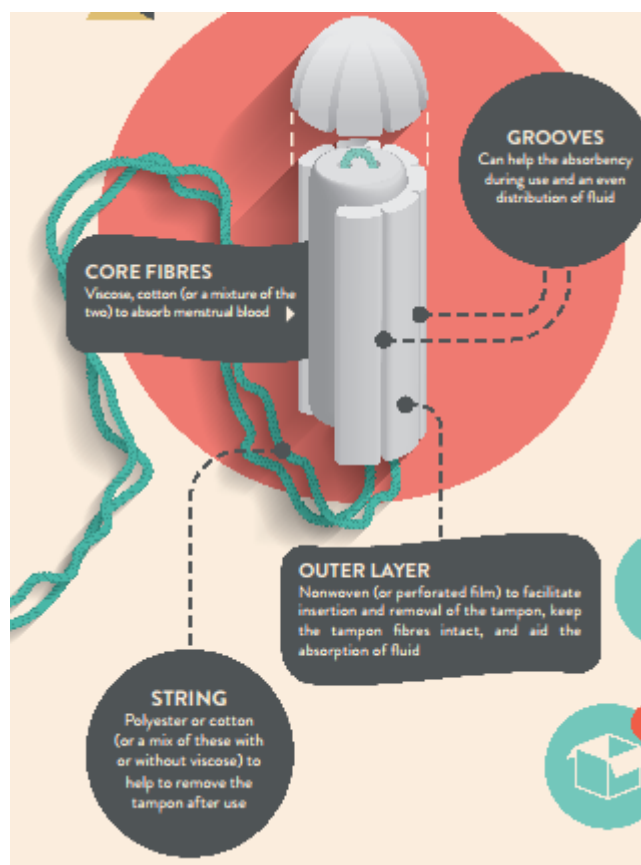 GROOVES
Can help the absorbency
during use and an even
distribution of fluid
CORE FIBRES
Viscose, cotton (or a mixture of the
two) to absorb menstrual blood
OUTER LAYER
Nonwoven (or perforated film) to facilitate
insertion and removal of the tampon, keep
the tampon fibres intact, and aid the
absorption of fluid
STRING
Polyester or cotton
(or a mix of these with
or without viscose) to
help to remove the
tampon after use